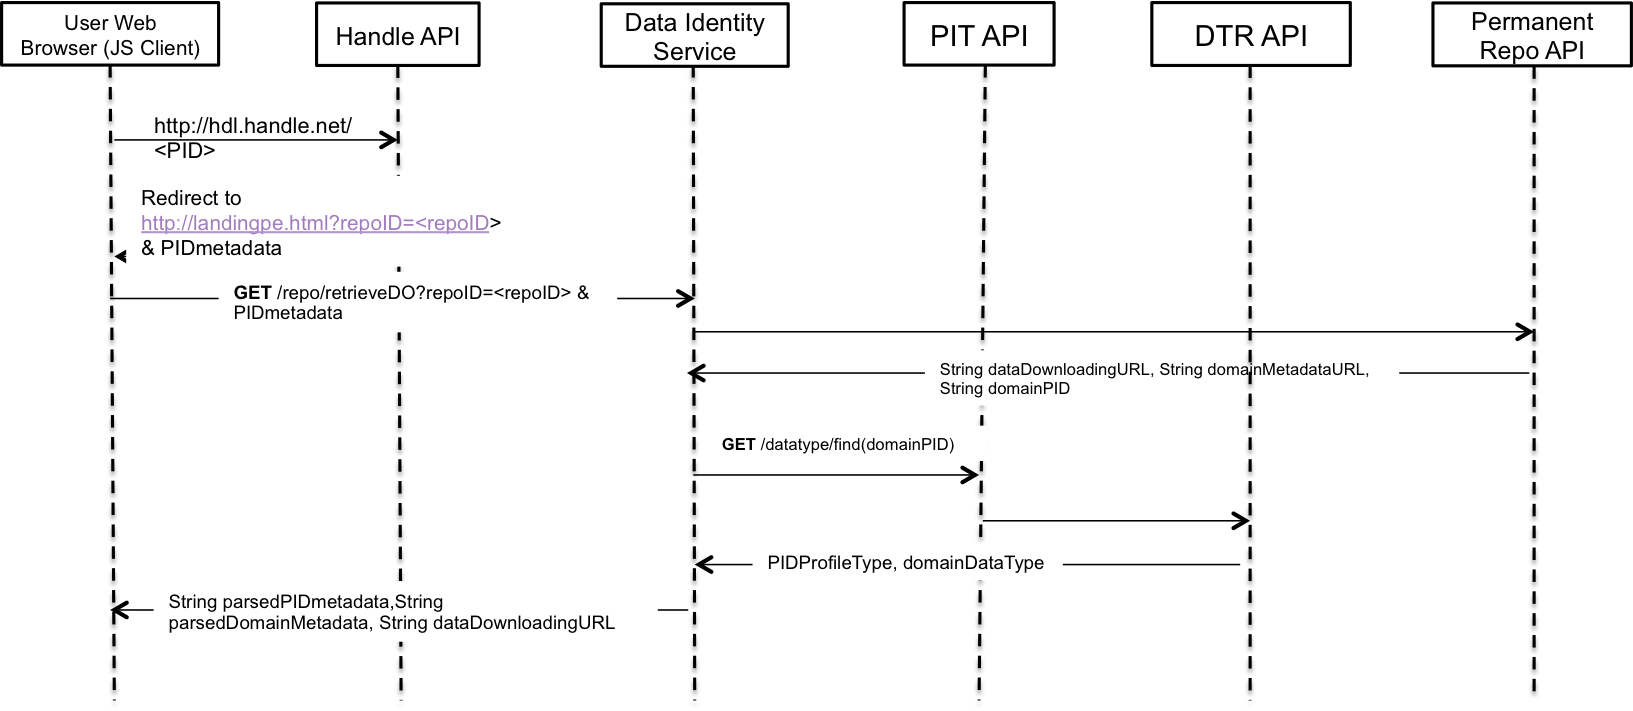 User Web
Browser (JS Client)
Handle API
Data Identity
Service
PIT API
DTR API
Permanent
Repo API
http://hdl.handle.net/
<PID>
Redirect to
http://landingpe.html?repoID=<repoID>
& PIDmetadata
GET /repo/retrieveDO?repoID=<repoID> &
PIDmetadata
String dataDownloadingURL, String domainMetadataURL,
String domainPID
GET /datatype/find(domainPID)
PIDProfileType, domainDataType
String parsedPIDmetadata,String
parsedDomainMetadata, String dataDownloadingURL